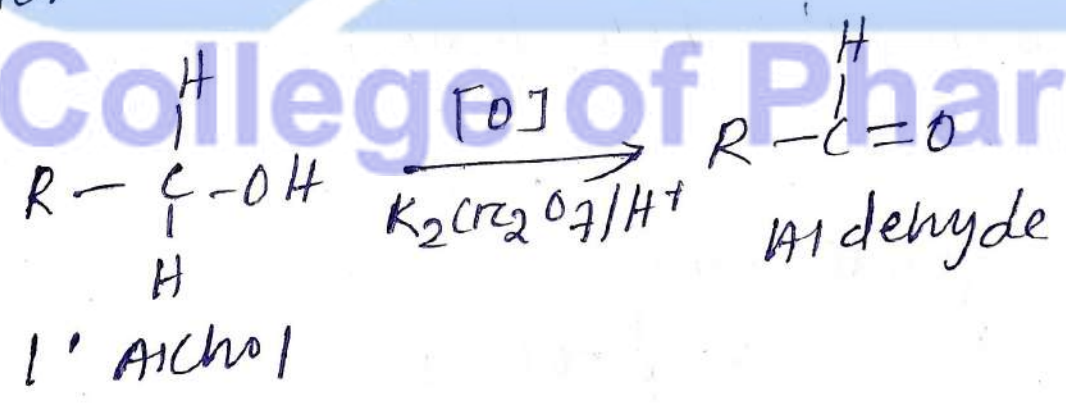 College of Phar
H
R - C - OH
H
1° Alchol
[O]
K2Cr2O7/H+
H
R - C = O
Aldehyde